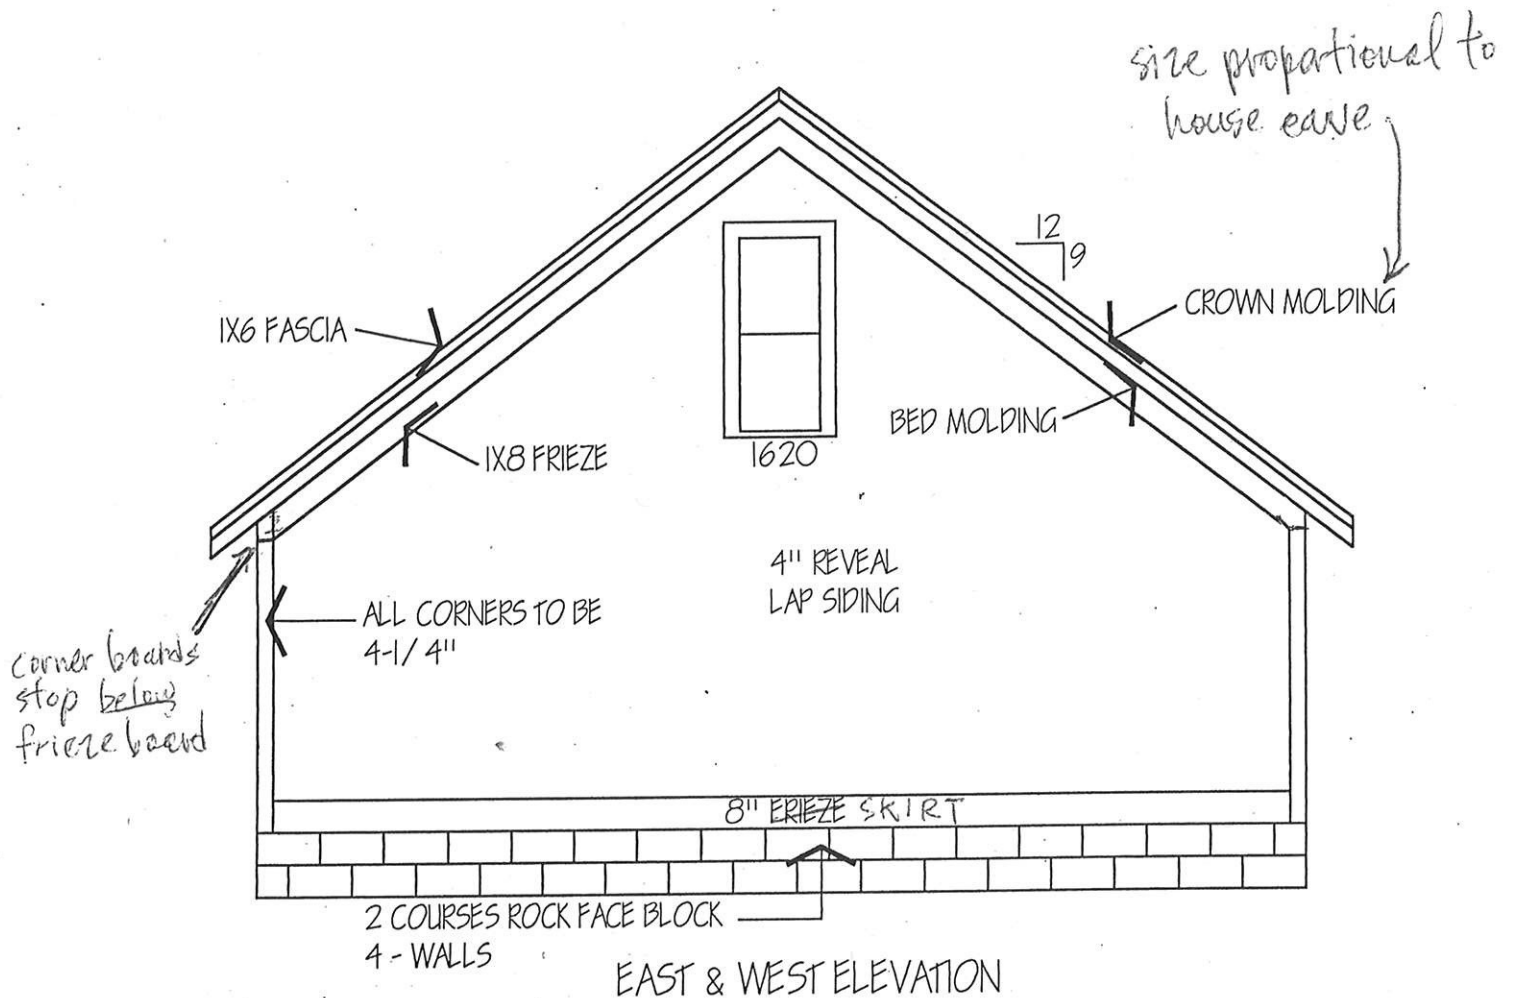 size proportional to
house eave
12
9
CROWN MOLDING
1X6 FASCIA
BED MOLDING
1X8 FRIEZE
1620
4" REVEAL
LAP SIDING
ALL CORNERS TO BE
4-1/4"
corner boards
stop below
frieze board
8" FRIEZE SKIRT
2 COURSES ROCK FACE BLOCK
4 - WALLS
EAST & WEST ELEVATION